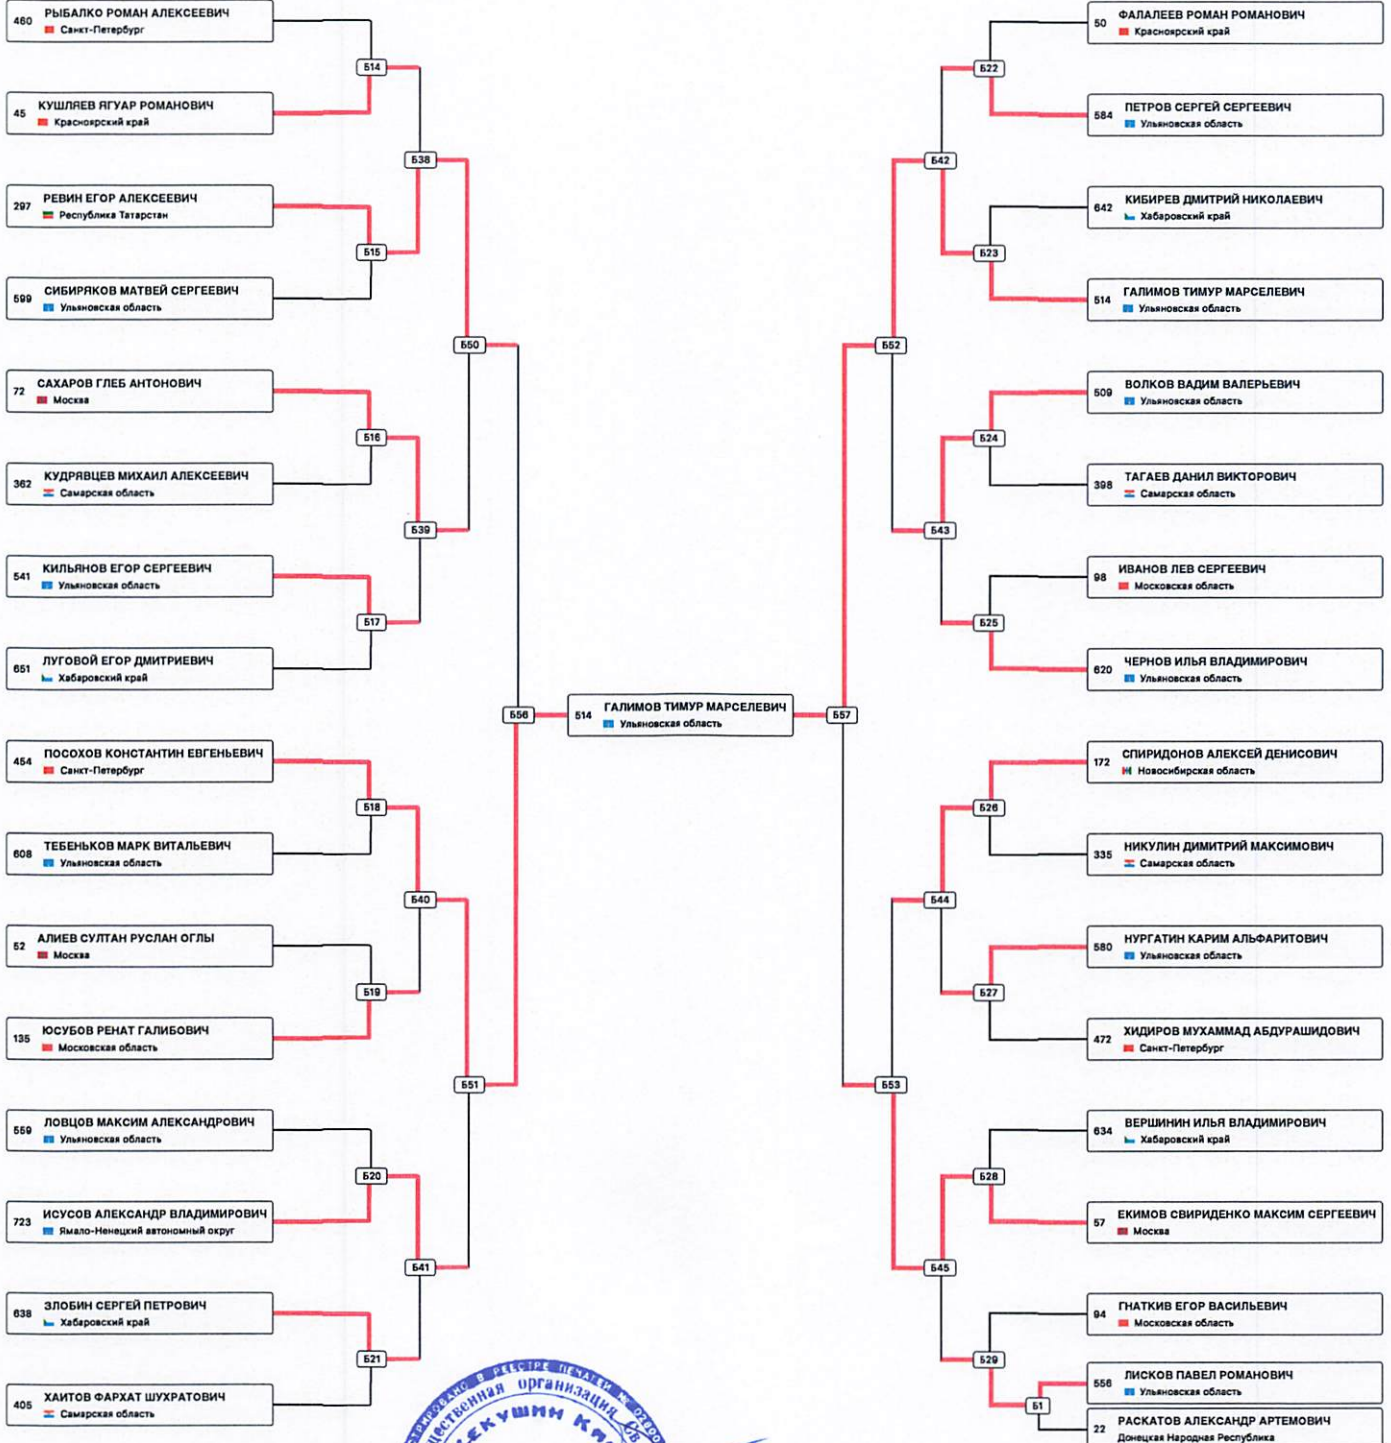 460 РЫБАЛКО РОМАН АЛЕКСЕЕВИЧ
Санкт-Петербург
Б14
45 КУШЛЯЕВ ЯГУАР РОМАНОВИЧ
Красноярский край
Б38
297 РЕВИН ЕГОР АЛЕКСЕЕВИЧ
Республика Татарстан
Б15
599 СИБИРЯКОВ МАТВЕЙ СЕРГЕЕВИЧ
Ульяновская область
Б50
72 САХАРОВ ГЛЕБ АНТОНОВИЧ
Москва
Б16
362 КУДРЯВЦЕВ МИХАИЛ АЛЕКСЕЕВИЧ
Самарская область
Б39
541 КИЛЬЯНОВ ЕГОР СЕРГЕЕВИЧ
Ульяновская область
Б17
651 ЛУГОВОЙ ЕГОР ДМИТРИЕВИЧ
Хабаровский край
Б56
454 ПОСОХОВ КОНСТАНТИН ЕВГЕНЬЕВИЧ
Санкт-Петербург
Б18
608 ТЕБЕНЬКОВ МАРК ВИТАЛЬЕВИЧ
Ульяновская область
Б40
52 АЛИЕВ СУЛТАН РУСЛАН ОГЛЫ
Москва
Б19
135 ЮСУБОВ РЕНАТ ГАЛИБОВИЧ
Московская область
Б51
559 ЛОВЦОВ МАКСИМ АЛЕКСАНДРОВИЧ
Ульяновская область
Б20
723 ИСУСОВ АЛЕКСАНДР ВЛАДИМИРОВИЧ
Ямало-Ненецкий автономный округ
Б41
638 ЗЛОБИН СЕРГЕЙ ПЕТРОВИЧ
Хабаровский край
Б21
405 ХАИТОВ ФАРХАТ ШУХРАТОВИЧ
Самарская область
514 ГАЛИМОВ ТИМУР МАРСЕЛЕВИЧ
Ульяновская область
50 ФАЛАЛЕЕВ РОМАН РОМАНОВИЧ
Красноярский край
Б22
584 ПЕТРОВ СЕРГЕЙ СЕРГЕЕВИЧ
Ульяновская область
Б42
642 КИБИРЕВ ДМИТРИЙ НИКОЛАЕВИЧ
Хабаровский край
Б23
514 ГАЛИМОВ ТИМУР МАРСЕЛЕВИЧ
Ульяновская область
Б52
509 ВОЛКОВ ВАДИМ ВАЛЕРЬЕВИЧ
Ульяновская область
Б24
398 ТАГАЕВ ДАНИЛ ВИКТОРОВИЧ
Самарская область
Б43
98 ИВАНОВ ЛЕВ СЕРГЕЕВИЧ
Московская область
Б25
620 ЧЕРНОВ ИЛЬЯ ВЛАДИМИРОВИЧ
Ульяновская область
Б57
172 СПИРИДОНОВ АЛЕКСЕЙ ДЕНИСОВИЧ
Новосибирская область
Б26
335 НИКУЛИН ДИМИТРИЙ МАКСИМОВИЧ
Самарская область
Б44
580 НУРГАТИН КАРИМ АЛЬФАРИТОВИЧ
Ульяновская область
Б27
472 ХИДИРОВ МУХАММАД АБДУРАШИДОВИЧ
Санкт-Петербург
Б53
634 ВЕРШИНИН ИЛЬЯ ВЛАДИМИРОВИЧ
Хабаровский край
Б28
57 ЕКИМОВ СВИРИДЕНКО МАКСИМ СЕРГЕЕВИЧ
Москва
Б45
94 ГНАТКИВ ЕГОР ВАСИЛЬЕВИЧ
Московская область
Б29
556 ЛИСКОВ ПАВЕЛ РОМАНОВИЧ
Ульяновская область
Б1
22 РАСКАТОВ АЛЕКСАНДР АРТЕМОВИЧ
Донецкая Народная Республика
В РЕЕСТРЕ ПЕЧАТЕЙ №
организация